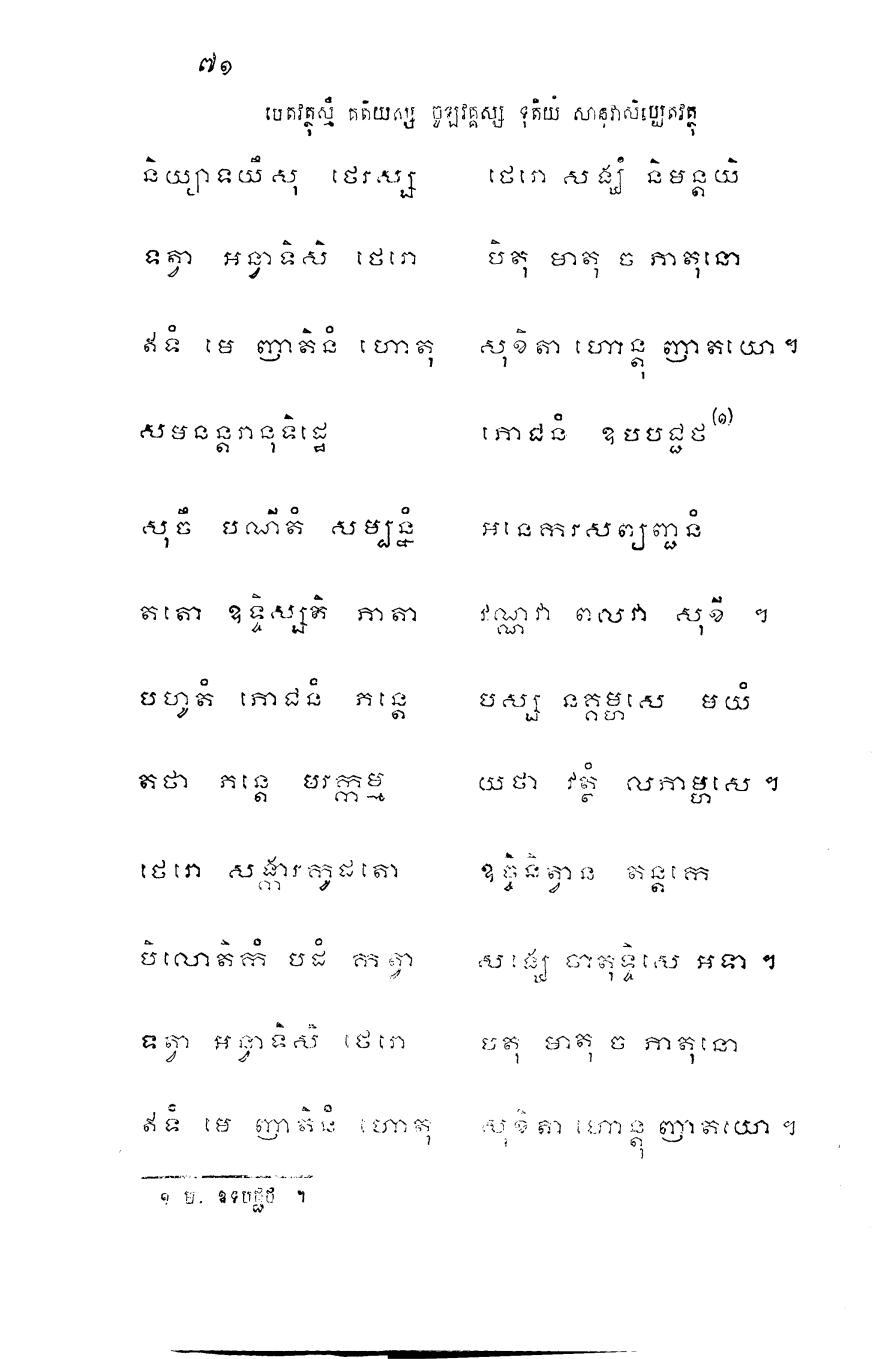 ៧១
បេតវត្ថុស្មឹ តតិយស្ស ចូឡវគ្គស្ស ទុតិយំ សានុវាសិប្បេតវត្ថុ
និយ្យាទយឹសុ ថេរស្ស ថេរោ សង្ឃំ និមន្តយិ
ទត្វា អន្វាទិសិ ថេរោ បិតុ មាតុ ច ភាតុនោ
ឥទំ មេ ញាតិនំ ហោតុ សុខិតា ហោន្តុ ញាតយោ។
សមនន្តរានុទិដ្ឋេ ភោជនំ ឧបបជ្ជថ(១)
សុចឹ បណីតំ សម្បន្នំ អនេករសព្យញ្ជនំ
តតោ ឧទ្ទិស្សតិ ភាតា វណ្ណវា ពលវា សុខី ។
បហូតំ ភោជនំ ភន្តេ បស្ស នគ្គម្ហសេ មយំ
តថា ភន្តេ បរក្កម្ម យថា វត្ថំ លភាម្ហសេ។
ថេរោ សង្ការកូដតោ ឧច្ចិនិត្វាន នន្តកេ
បិលោតិកំ បដំ កត្វា សង្ឃេ ចាតុទ្ទិសេ អទា ។
ទត្វា អន្វាទិសិ ថេរោ បតុ មាតុ ច ភាតុនោ
ឥទំ មេ ញាតិនំ ហោតុ សុខិតា ហោន្តុ ញាតយោ ។
១ ម. ឧទបជ្ជថ ។